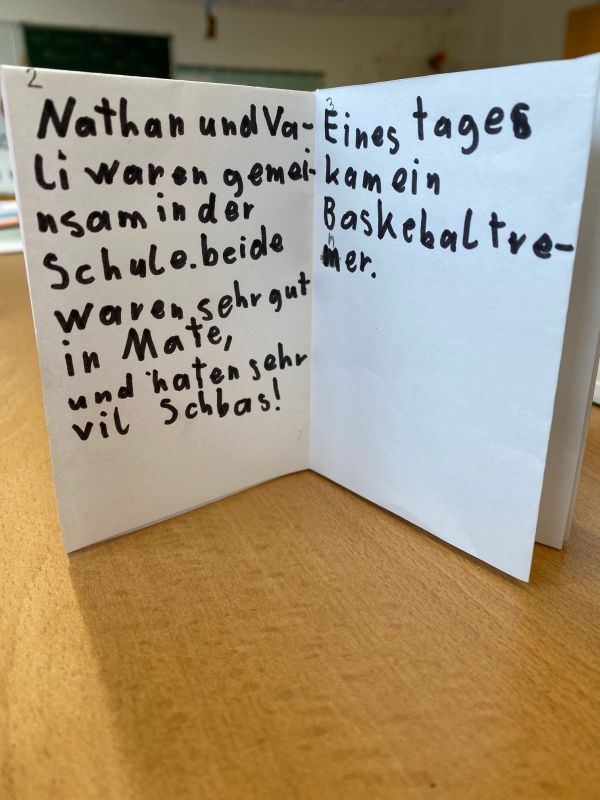 2
Nathan und Va-
li waren gemei-
nsam in der
Schule. beide
waren sehr gut
in Mate,
und haten sehr
vil Schbas!
3
Eines tages
kam ein
Baskebaltre-
ner.